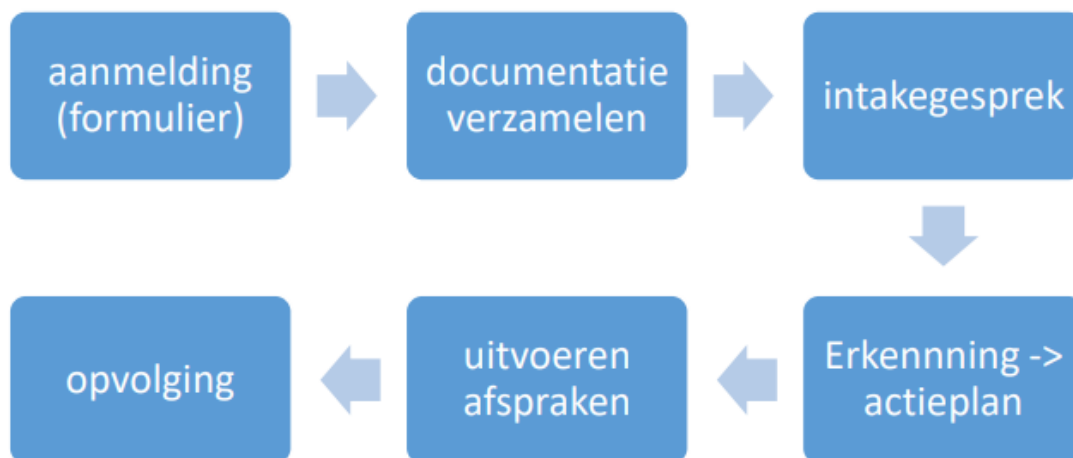 aanmelding
(formulier)
documentatie
verzamelen
intakegesprek
Erkennning ->
actieplan
uitvoeren
afspraken
opvolging